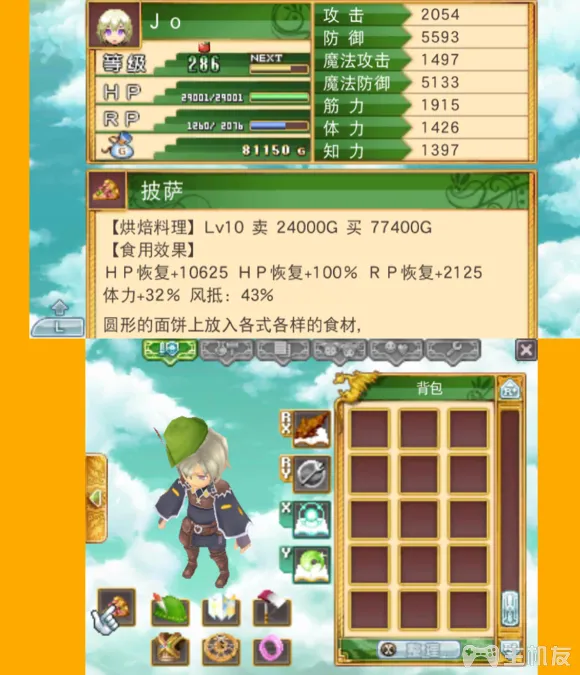 Jo
等级 286 NEXT
HP 29001/29001
RP 1260/2076
G 81150 G
攻击 2054
防御 5593
魔法攻击 1497
魔法防御 5133
筋力 1915
体力 1426
知力 1397
披萨
【烘焙料理】Lv10 卖 24000G 买 77400G
【食用效果】
HP恢复+10625 HP恢复+100% RP恢复+2125
体力+32% 风抵：43%
圆形的面饼上放入各式各样的食材，
L
R
背包
RX
RY
X
Y
X 整理
主机友